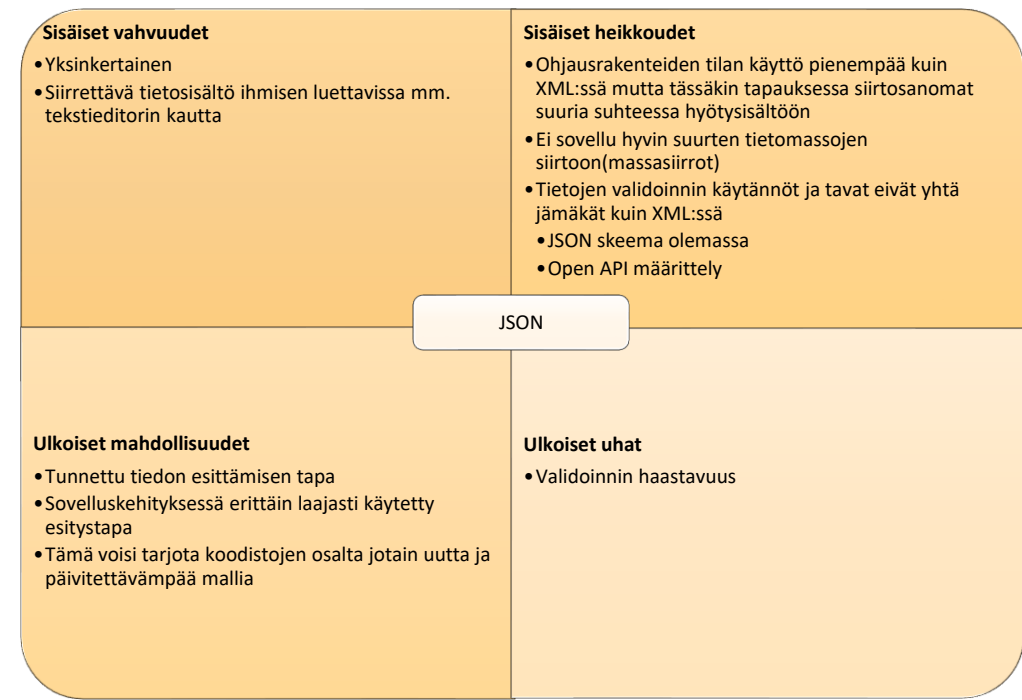 Sisäiset vahvuudet
•Yksinkertainen
•Siirrettävä tietosisältö ihmisen luettavissa mm.
tekstieditorin kautta
Sisäiset heikkoudet
•Ohjausrakenteiden tilan käyttö pienempää kuin
XML:ssä mutta tässäkin tapauksessa siirtosanomat
suuria suhteessa hyötysisältöön
•Ei sovellu hyvin suurten tietomassojen
siirtoon(massasiirrot)
•Tietojen validoinnin käytännöt ja tavat eivät yhtä
jämäkät kuin XML:ssä
•JSON skeema olemassa
•Open API määrittely
JSON
Ulkoiset mahdollisuudet
•Tunnettu tiedon esittämisen tapa
•Sovelluskehityksessä erittäin laajasti käytetty
esitystapa
•Tämä voisi tarjota koodistojen osalta jotain uutta ja
päivitettävämpää mallia
Ulkoiset uhat
•Validoinnin haastavuus